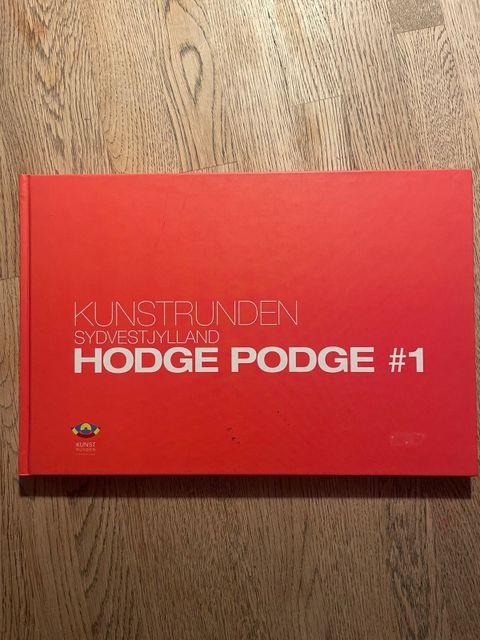 KUNSTRUNDEN
SYDVESTJYLLAND
HODGE PODGE #1
KUNST
RUNDEN